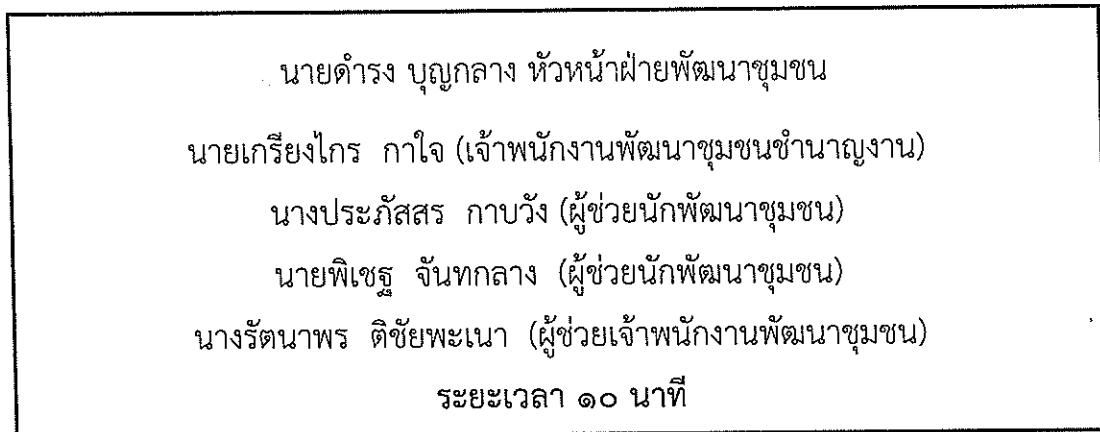 นายดำรง บุญกลาง หัวหน้าฝ่ายพัฒนาชุมชน
นายเกรียงไกร กาใจ (เจ้าพนักงานพัฒนาชุมชนชำนาญงาน)
นางประภัสสร กาบวัง (ผู้ช่วยนักพัฒนาชุมชน)
นายพิเชฐ จันทกลาง (ผู้ช่วยนักพัฒนาชุมชน)
นางรัตนาพร ติชัยพะเนา (ผู้ช่วยเจ้าพนักงานพัฒนาชุมชน)
ระยะเวลา ๑๐ นาที